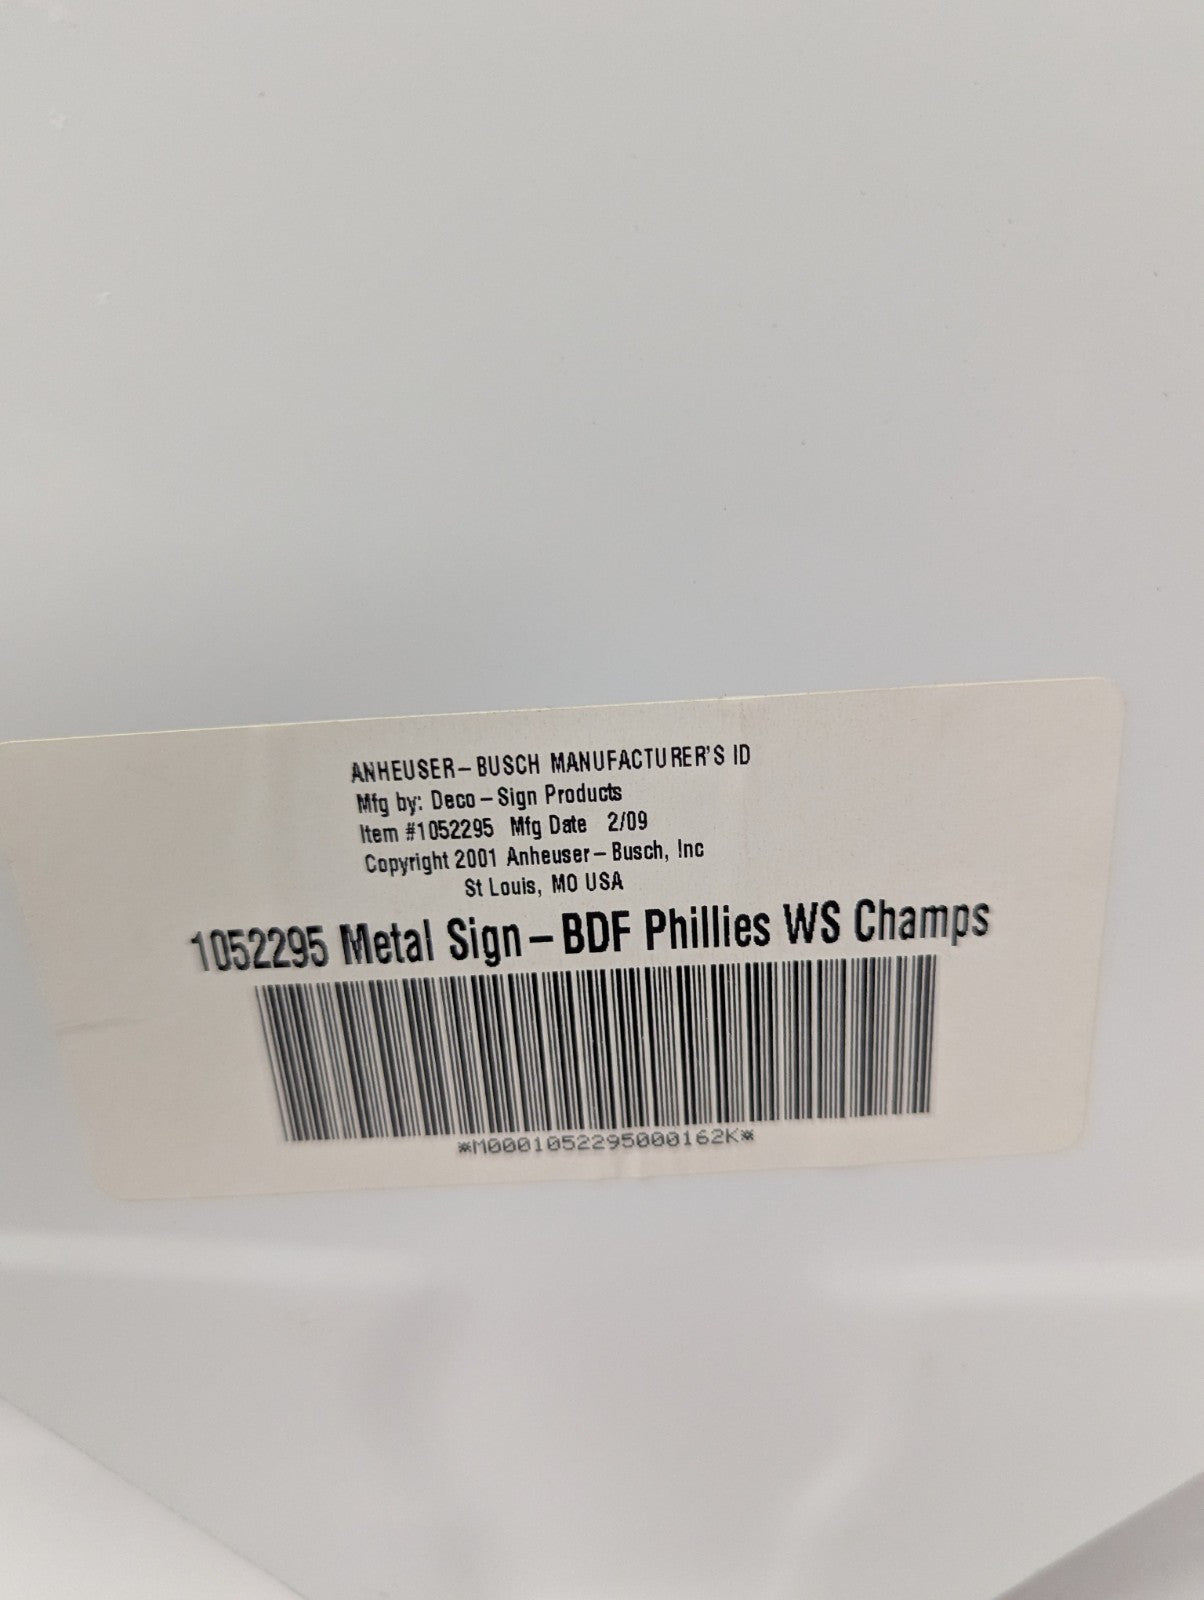 ANHEUSER-BUSCH MANUFACTURER'S ID
Mfg by: Deco-Sign Products
Item #1052295 Mfg Date 2/09
Copyright 2001 Anheuser-Busch, Inc
St Louis, MO USA
1052295 Metal Sign-BDF Phillies WS Champs
*M0001052295000162K*